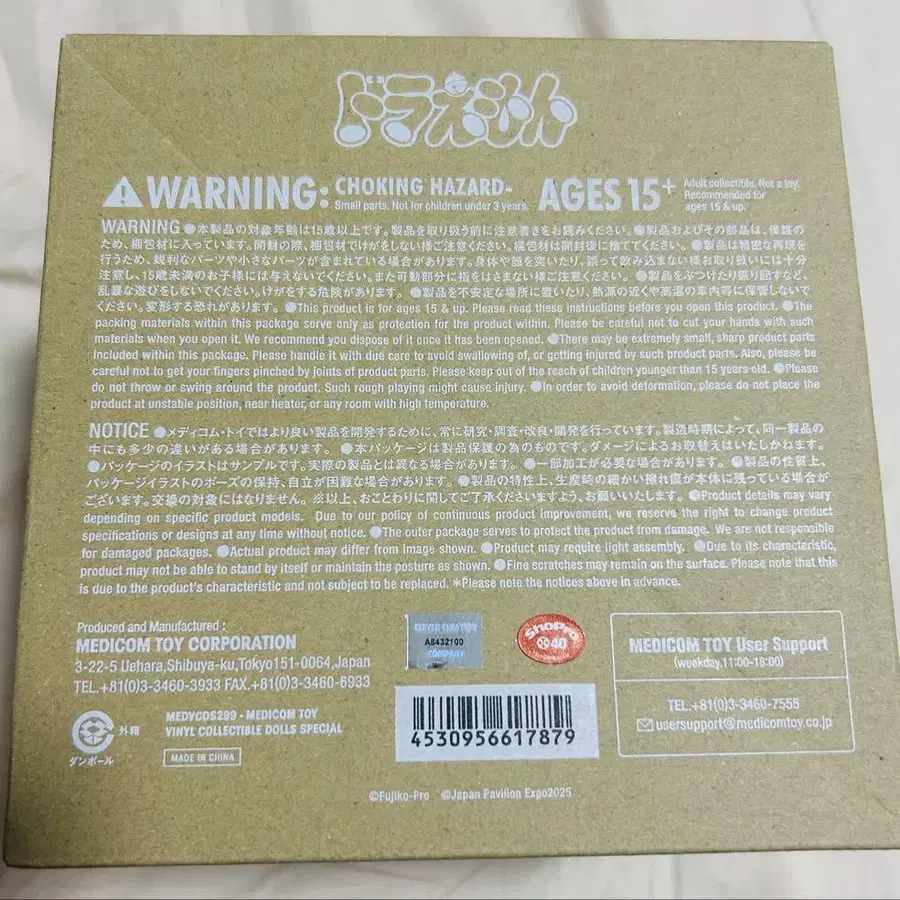 ドラえもん
WARNING: CHOKING HAZARD- AGES 15+ Adult collectible. Not a toy.
Small parts. Not for children under 3 years. Recommended for
ages 15 & up.
WARNING ●本製品の対象年齢は15歳以上です。製品を取り扱う前に注意書きをお読みください。●製品およびその部品は、保護の
ため、梱包材に入っています。開封の際、梱包材でけがをしない様ご注意ください。梱包材は開封後に捨ててください。●製品は精密な再現を
行うため、鋭利なパーツや小さなパーツが含まれている場合があります。身体や顔を突いたり、誤って飲み込まない様お取り扱いには十分
注意し、15歳未満のお子様には与えないでください。また可動部分に指をはさまない様ご注意ください。●製品をぶつけたり振り回すなど、
乱暴な遊びをしないでください。けがをする危険があります。●製品を不安定な場所に置いたり、熱源の近くや高温の車内等に保管しないで
ください。変形する恐れがあります。●This product is for ages 15 & up. Please read these instructions before you open this product. ●The
packing materials within this package serve only as protection for the product within. Please be careful not to cut your hands with such
materials when you open it. We recommend you dispose of it once it has been opened. ●There may be extremely small, sharp product parts
included within this package. Please handle it with due care to avoid swallowing of, or getting injured by such product parts. Also, please be
careful not to get your fingers pinched by joints of product parts. Please keep out of the reach of children younger than 15 years-old. ●Please
do not throw or swing around the product. Such rough playing might cause injury. ●In order to avoid deformation, please do not place the
product at unstable position, near heater, or any room with high temperature.
NOTICE ●メディコム・トイではより良い製品を開発するために、常に研究・調査・改良・開発を行っています。製造時期によって、同一製品の
中にも多少の違いがある場合があります。●本パッケージは製品保護の為のものです。ダメージによるお取替えはいたしかねます。
●パッケージのイラストはサンプルです。実際の製品とは異なる場合があります。●一部加工が必要な場合があります。●製品の性質上、
パッケージイラストのポーズの保持、自立が困難な場合があります。●製品の特性上、生産時の細かい擦れ傷が本体に残っている場合が
ございます。交換の対象にはなりません。※以上、おことわりに関してご了承くださいますよう、お願いいたします。●Product details may vary
depending on specific product models. Due to our policy of continuous product improvement, we reserve the right to change product
specifications or designs at any time without notice. ●The outer package serves to protect the product from damage. We are not responsible
for damaged packages. ●Actual product may differ from image shown. ●Product may require light assembly. ●Due to its characteristic,
product may not be able to stand by itself or maintain the posture as shown. ●Fine scratches may remain on the surface. Please note that this
is due to the product's characteristic and not subject to be replaced. *Please note the notices above in advance.
Produced and Manufactured :
MEDICOM TOY CORPORATION
3-22-5 Uehara,Shibuya-ku,Tokyo151-0064,Japan
TEL.+81(0)3-3460-3933 FAX.+81(0)3-3460-6933
外箱
ダンボール
MEDVCDS299 - MEDICOM TOY
VINYL COLLECTIBLE DOLLS SPECIAL
MADE IN CHINA
A8432100
COMPANY
ShoPro
40
4530956617879
MEDICOM TOY User Support
(weekday,11:00-18:00)
TEL.+81(0)3-3460-7555
usersupport@medicomtoy.co.jp
©Fujiko-Pro ©Japan Pavilion Expo2025